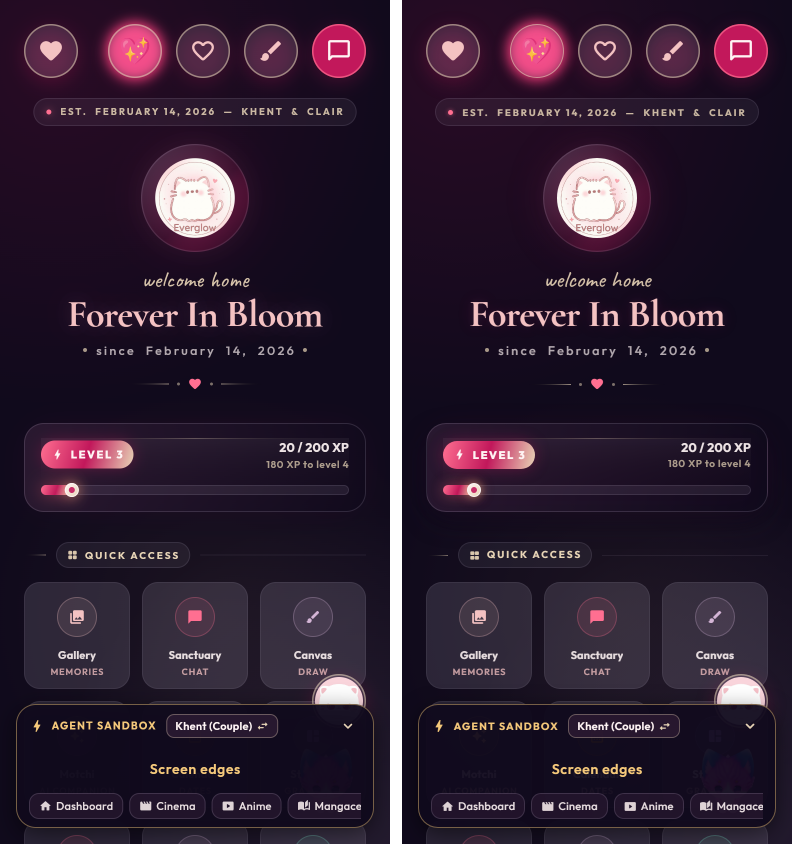 EST. FEBRUARY 14, 2026 — KHENT & CLAIR
Everglow
welcome home
Forever In Bloom
• since February 14, 2026 •
LEVEL 3
20 / 200 XP
180 XP to level 4
QUICK ACCESS
Gallery
MEMORIES
Sanctuary
CHAT
Canvas
DRAW
AGENT SANDBOX
Khent (Couple)
Screen edges
Dashboard
Cinema
Anime
Mangace
EST. FEBRUARY 14, 2026 — KHENT & CLAIR
Everglow
welcome home
Forever In Bloom
• since February 14, 2026 •
LEVEL 3
20 / 200 XP
180 XP to level 4
QUICK ACCESS
Gallery
MEMORIES
Sanctuary
CHAT
Canvas
DRAW
AGENT SANDBOX
Khent (Couple)
Screen edges
Dashboard
Cinema
Anime
Mangace